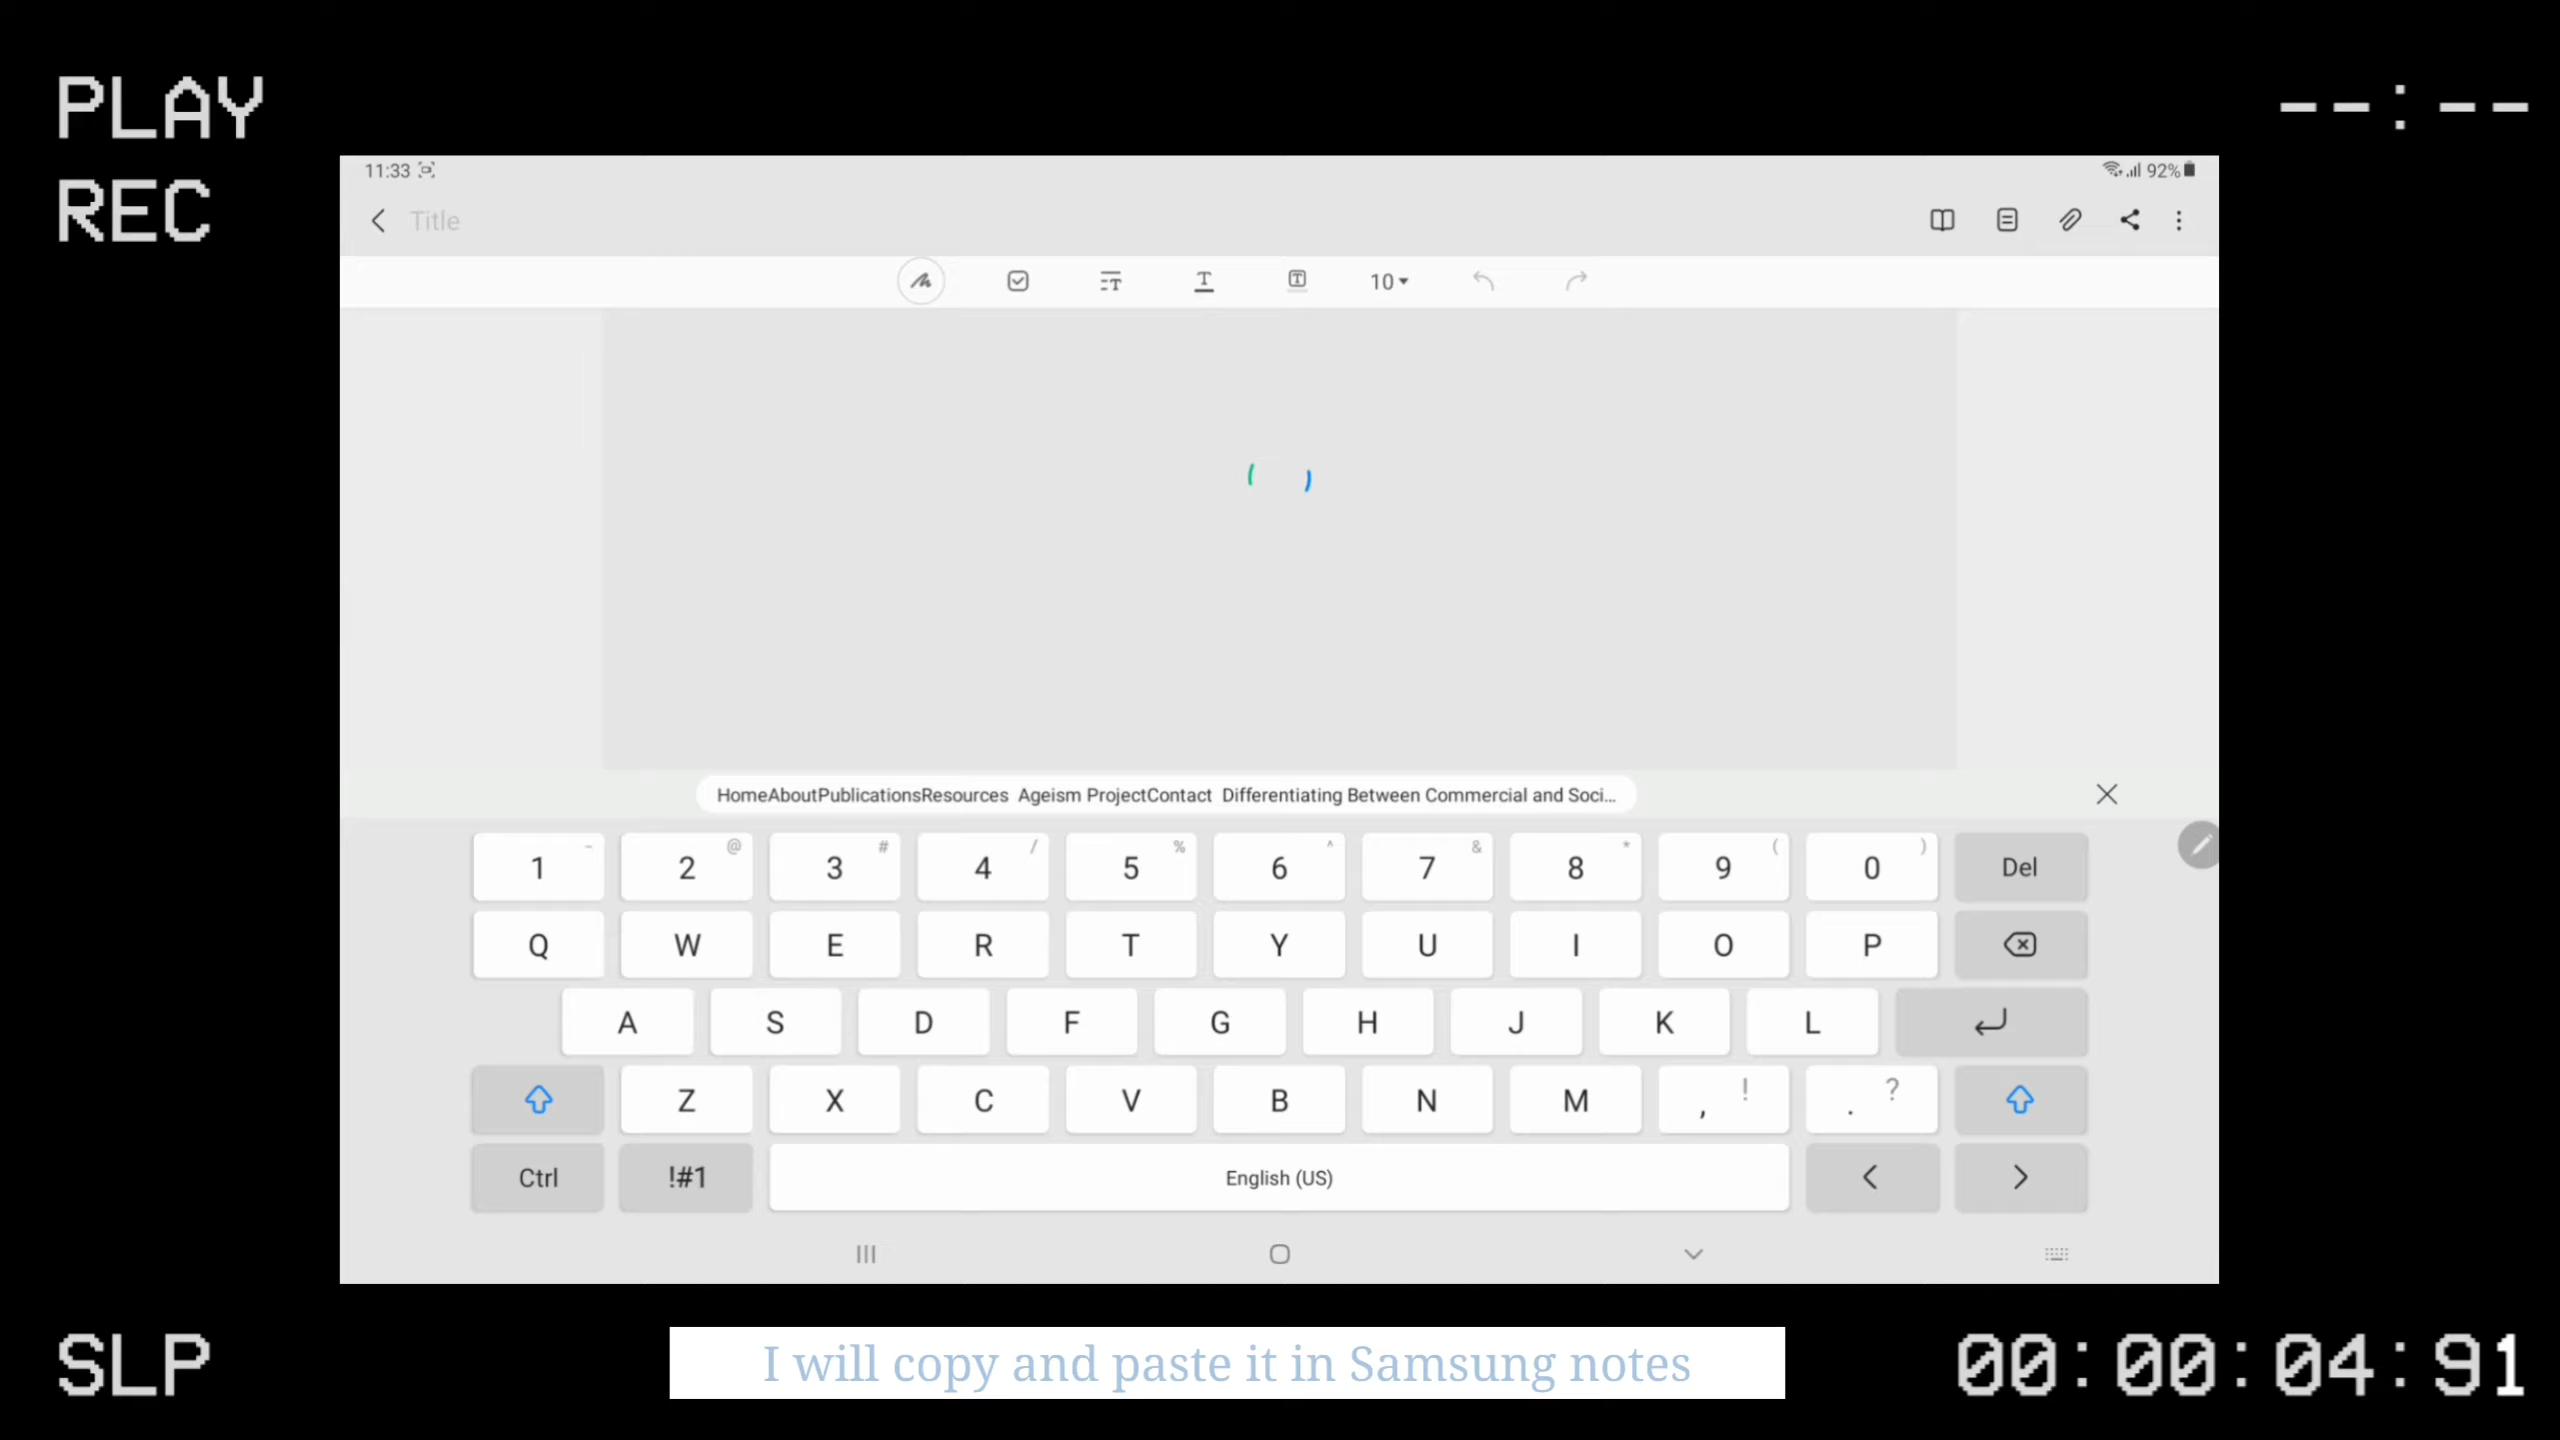 PLAY
--:--
REC
11:33
92%
Title
10
HomeAboutPublicationsResources Ageism ProjectContact Differentiating Between Commercial and Soci...
1 - 2 @ 3 # 4 / 5 % 6 ^ 7 & 8 * 9 ( 0 ) Del
Q W E R T Y U I O P
A S D F G H J K L
Z X C V B N M , ! . ?
Ctrl !#1 English (US) < >
SLP
I will copy and paste it in Samsung notes
00:00:04:91